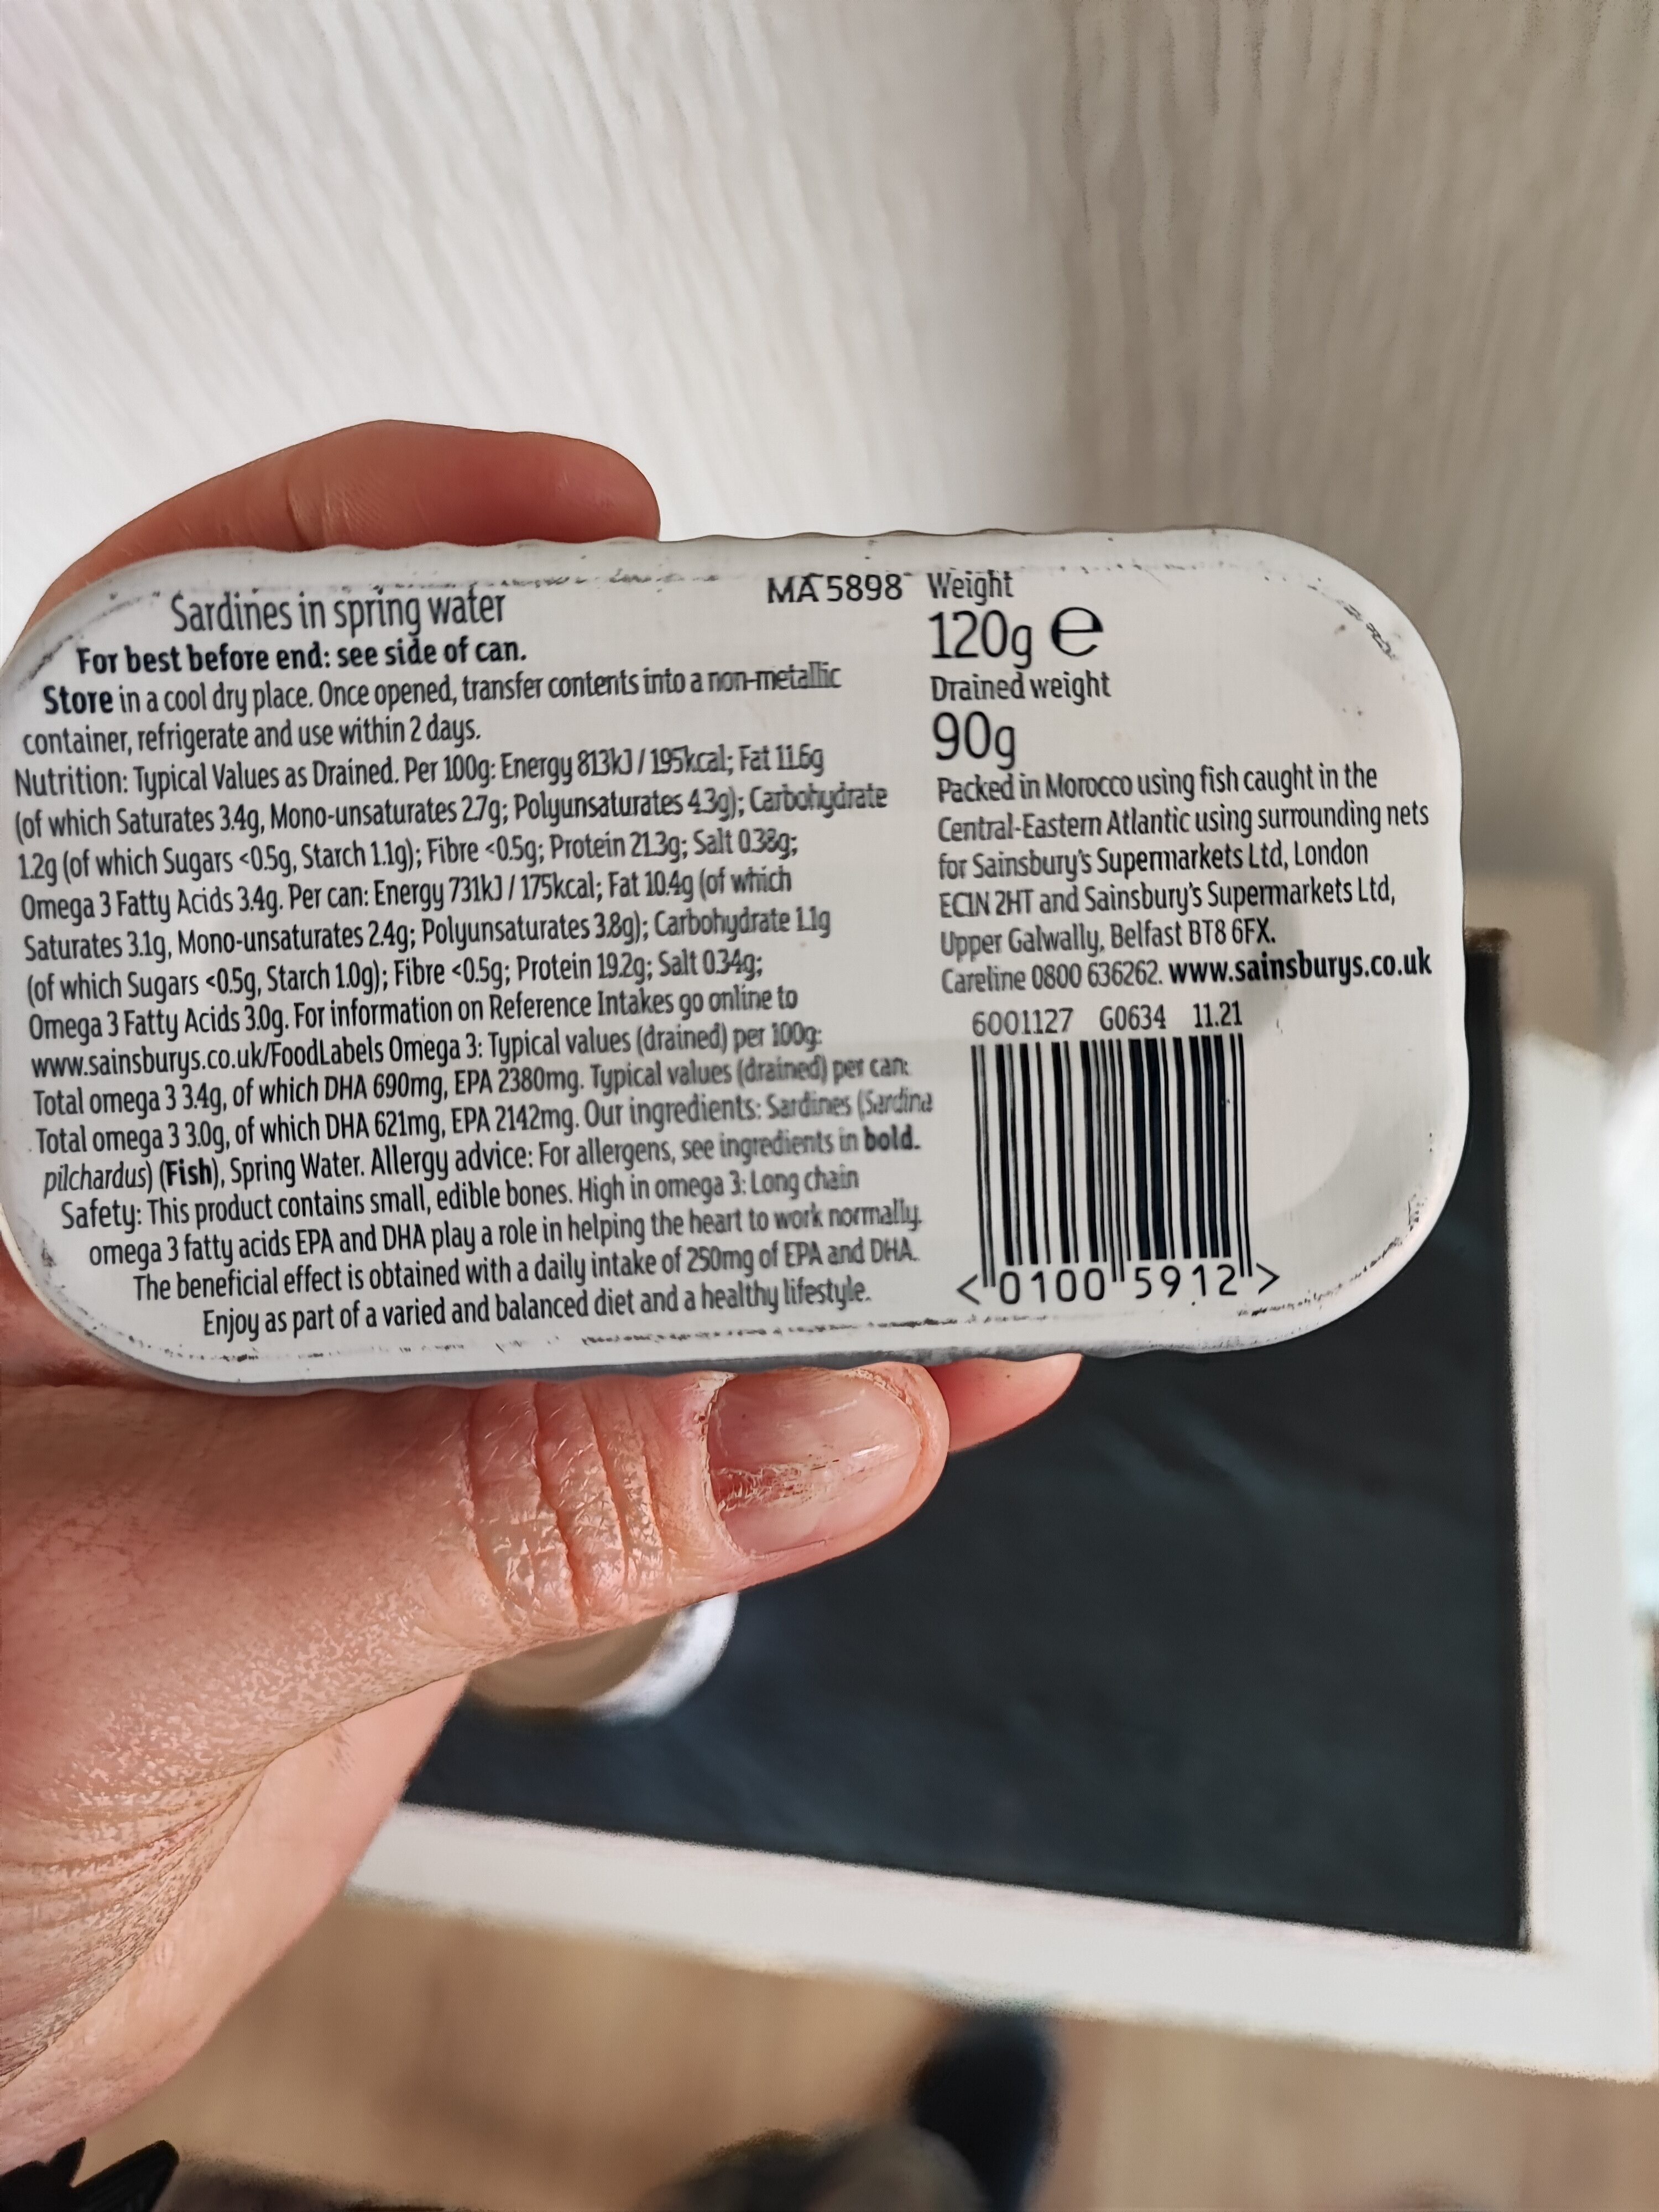 Sardines in spring water
For best before end: see side of can.
Store in a cool dry place. Once opened, transfer contents into a non-metallic
container, refrigerate and use within 2 days.
Nutrition: Typical Values as Drained. Per 100g: Energy 813kJ / 195kcal; Fat 11.6g
(of which Saturates 3.4g, Mono-unsaturates 2.7g; Polyunsaturates 4.3g); Carbohydrate
1.2g (of which Sugars <0.5g, Starch 1.1g); Fibre <0.5g; Protein 21.3g; Salt 0.38g;
Omega 3 Fatty Acids 3.4g. Per can: Energy 731kJ / 175kcal; Fat 10.4g (of which
Saturates 3.1g, Mono-unsaturates 2.4g; Polyunsaturates 3.8g); Carbohydrate 1.1g
(of which Sugars <0.5g, Starch 1.0g); Fibre <0.5g; Protein 19.2g; Salt 0.34g;
Omega 3 Fatty Acids 3.0g. For information on Reference Intakes go online to
www.sainsburys.co.uk/FoodLabels Omega 3: Typical values (drained) per 100g:
Total omega 3 3.4g, of which DHA 690mg, EPA 2380mg. Typical values (drained) per can:
Total omega 3 3.0g, of which DHA 621mg, EPA 2142mg. Our ingredients: Sardines (Sardina
pilchardus) (Fish), Spring Water. Allergy advice: For allergens, see ingredients in bold.
Safety: This product contains small, edible bones. High in omega 3: Long chain
omega 3 fatty acids EPA and DHA play a role in helping the heart to work normally.
The beneficial effect is obtained with a daily intake of 250mg of EPA and DHA.
Enjoy as part of a varied and balanced diet and a healthy lifestyle.
MA 5898
Weight
120g e
Drained weight
90g
Packed in Morocco using fish caught in the
Central-Eastern Atlantic using surrounding nets
for Sainsbury's Supermarkets Ltd, London
EC1N 2HT and Sainsbury's Supermarkets Ltd,
Upper Galwally, Belfast BT8 6FX.
Careline 0800 636262. www.sainsburys.co.uk
6001127 G0634 11.21
<0100 5912>